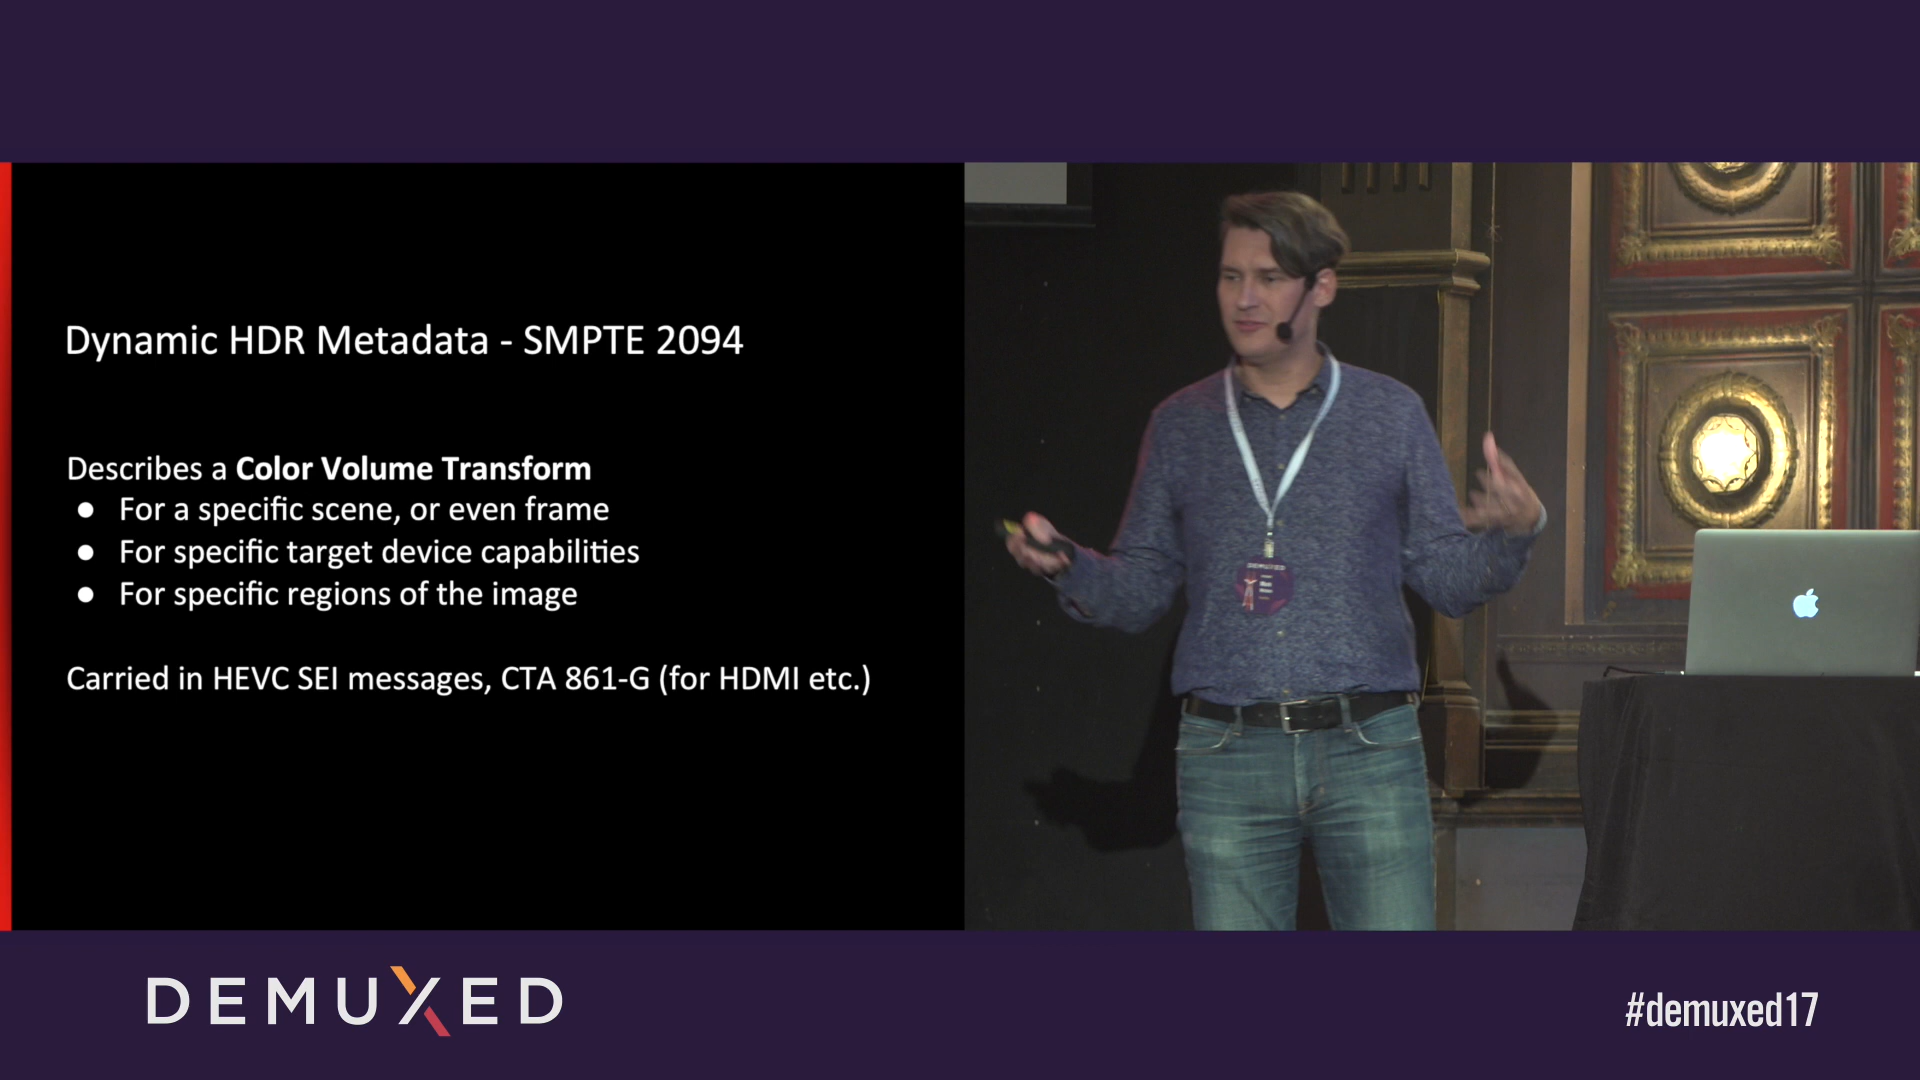 Dynamic HDR Metadata - SMPTE 2094
Describes a Color Volume Transform
● For a specific scene, or even frame
● For specific target device capabilities
● For specific regions of the image
Carried in HEVC SEI messages, CTA 861-G (for HDMI etc.)
DEMUXED
DEMUXED
#demuxed17